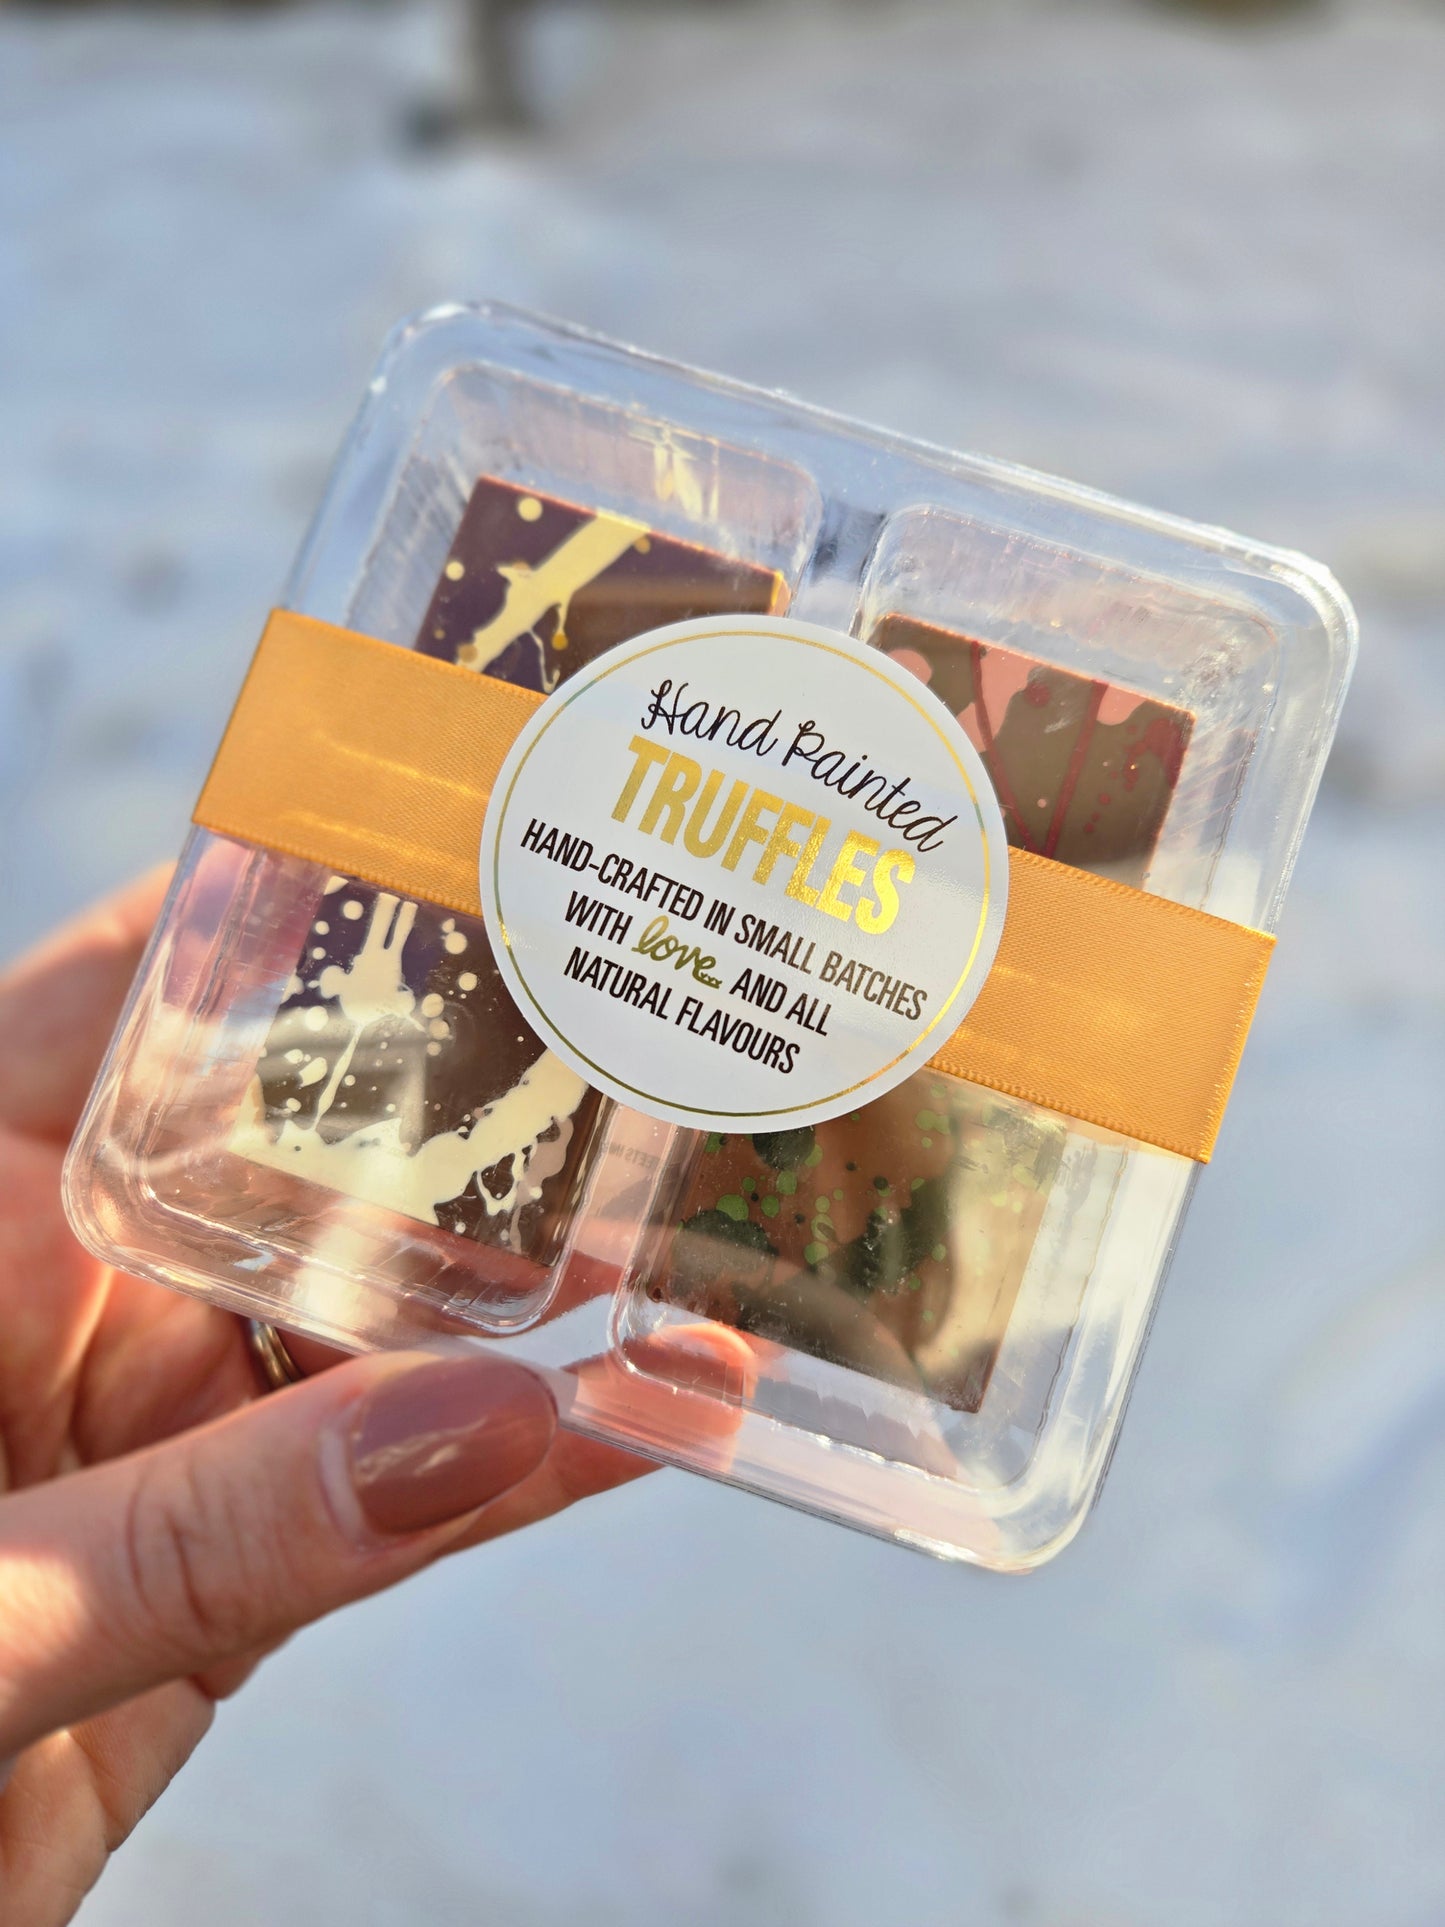 Hand Painted
TRUFFLES
HAND-CRAFTED IN SMALL BATCHES
WITH love AND ALL
NATURAL FLAVOURS